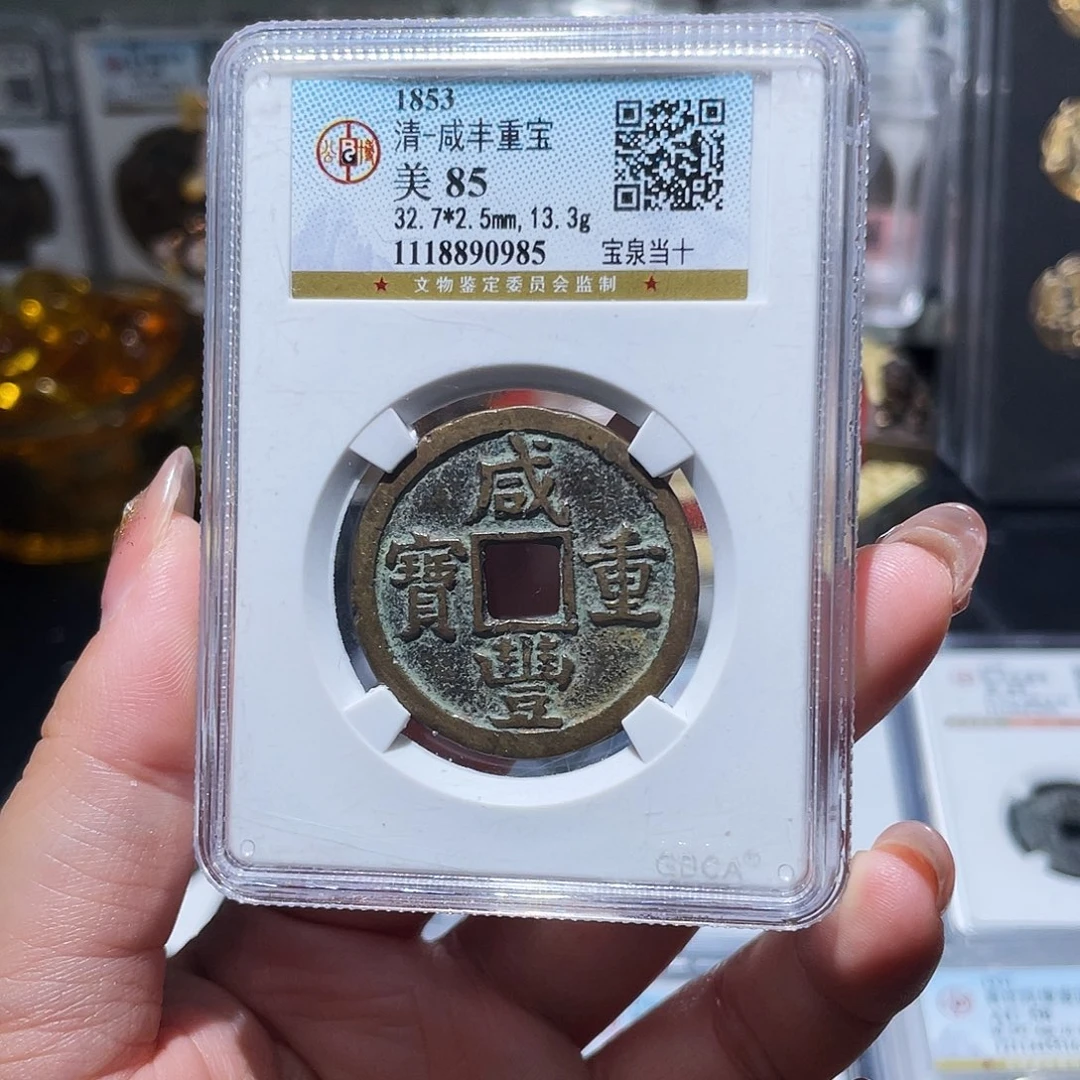 1853
清-咸丰重宝
美 85
32.7*2.5mm,13.3g
1118890985 宝泉当十
★ 文物鉴定委员会监制 ★
咸
寶 重
豐
GBCA®